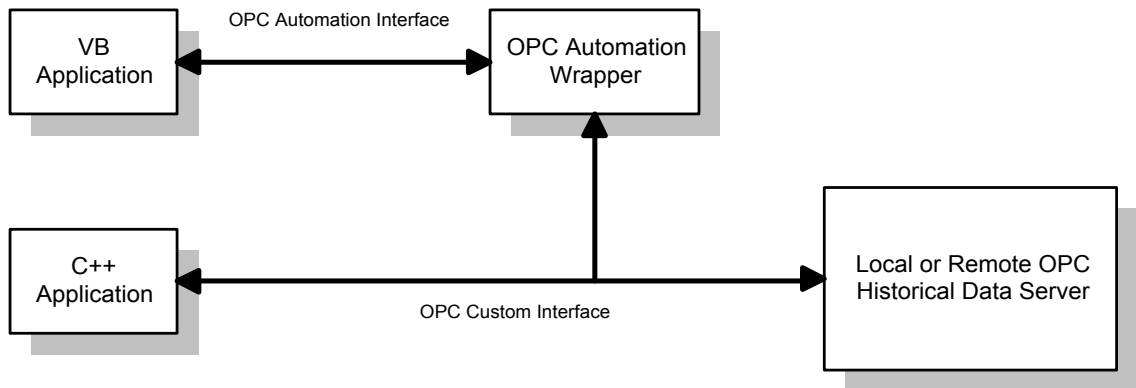 OPC Automation Interface
VB
Application
OPC Automation
Wrapper
C++
Application
OPC Custom Interface
Local or Remote OPC
Historical Data Server